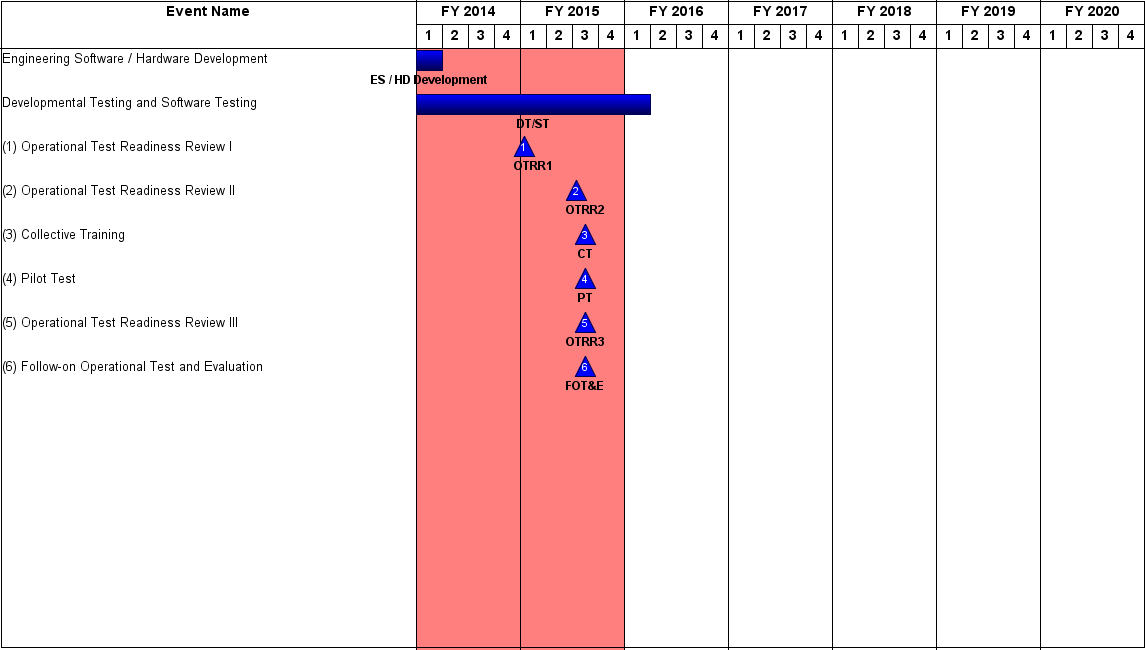 Event Name FY 2014 FY 2015 FY 2016 FY 2017 FY 2018 FY 2019 FY 2020
1 2 3 4 1 2 3 4 1 2 3 4 1 2 3 4 1 2 3 4 1 2 3 4 1 2 3 4
Engineering Software / Hardware Development
ES / HD Development
Developmental Testing and Software Testing
DT/ST
(1) Operational Test Readiness Review I 1
OTRR1
(2) Operational Test Readiness Review II 2
OTRR2
(3) Collective Training 3
CT
(4) Pilot Test 4
PT
(5) Operational Test Readiness Review III 5
OTRR3
(6) Follow-on Operational Test and Evaluation 6
FOT&E